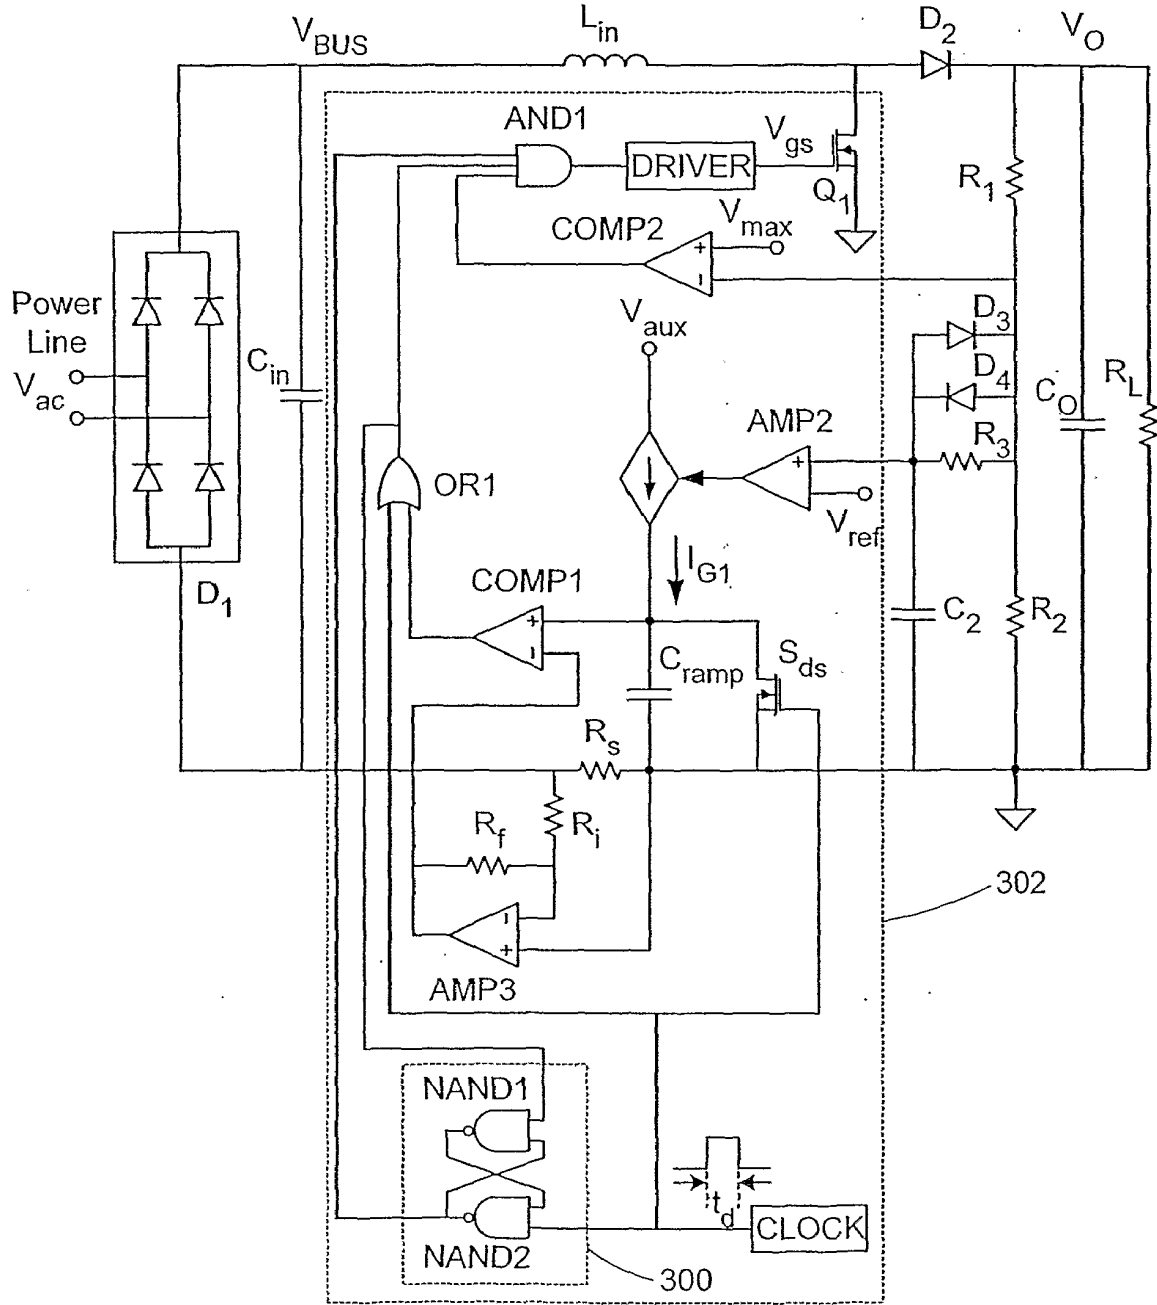 V_BUS
L_in
D_2
V_O
AND1
V_gs
DRIVER
Q_1
R_1
COMP2
V_max
+
-
Power
Line
V_ac
C_in
V_aux
D_3
D_4
R_3
C_O
R_L
AMP2
+
V_ref
OR1
I_G1
D_1
COMP1
+
-
C_ramp
S_ds
C_2
R_2
R_s
R_f
R_i
302
-
+
AMP3
NAND1
t_d
CLOCK
NAND2
300